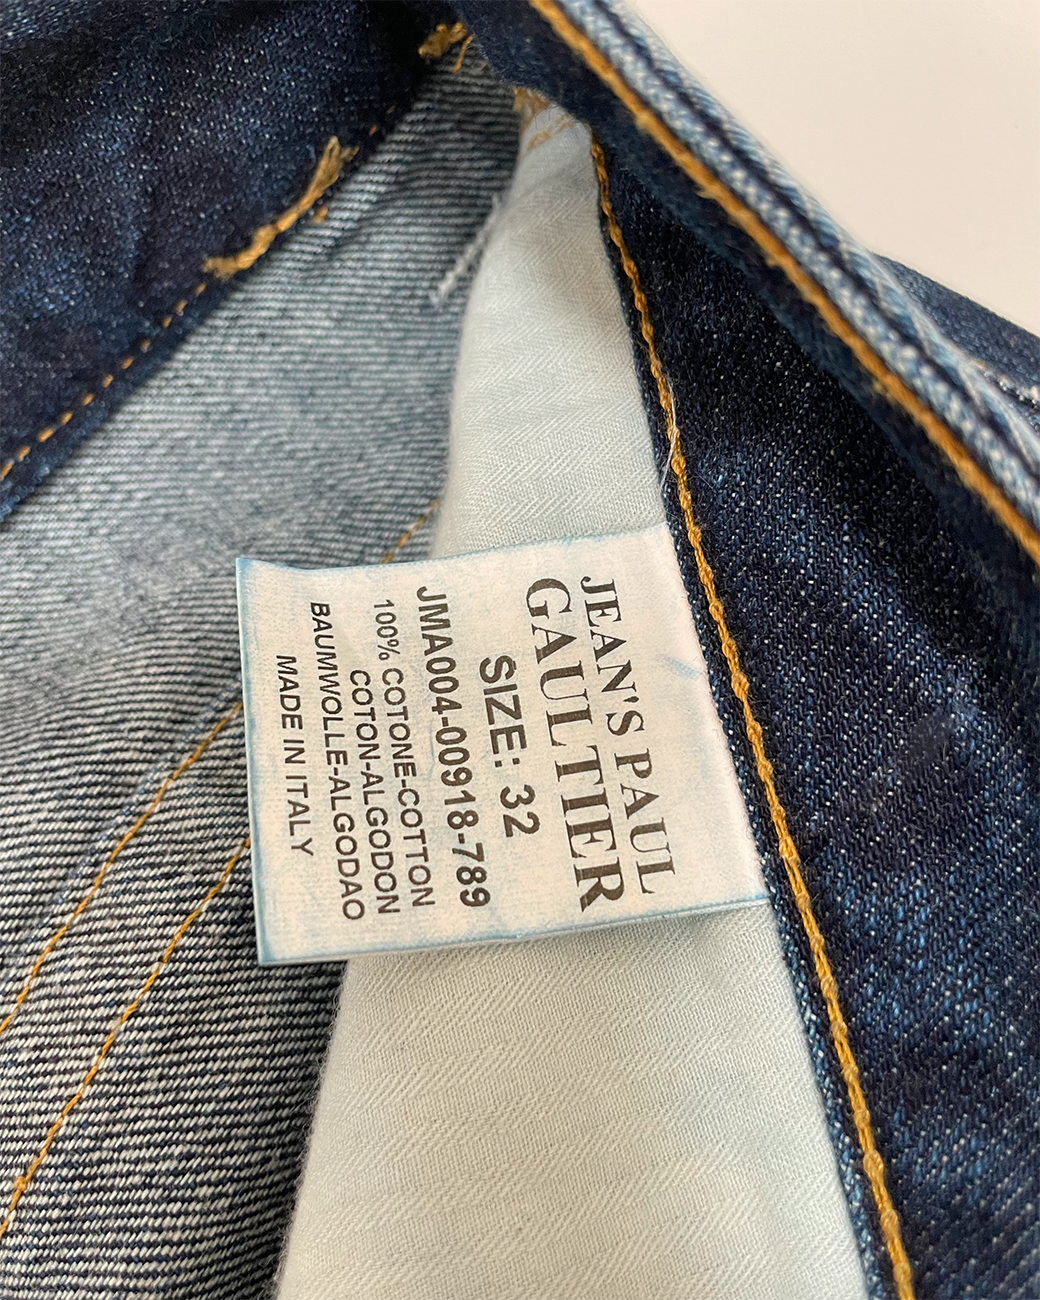 JEAN'S PAUL
GAULTIER
SIZE: 32
JMA004-00918-789
100% COTONE-COTTON
COTON-ALGODON
BAUMWOLLE-ALGODAO
MADE IN ITALY